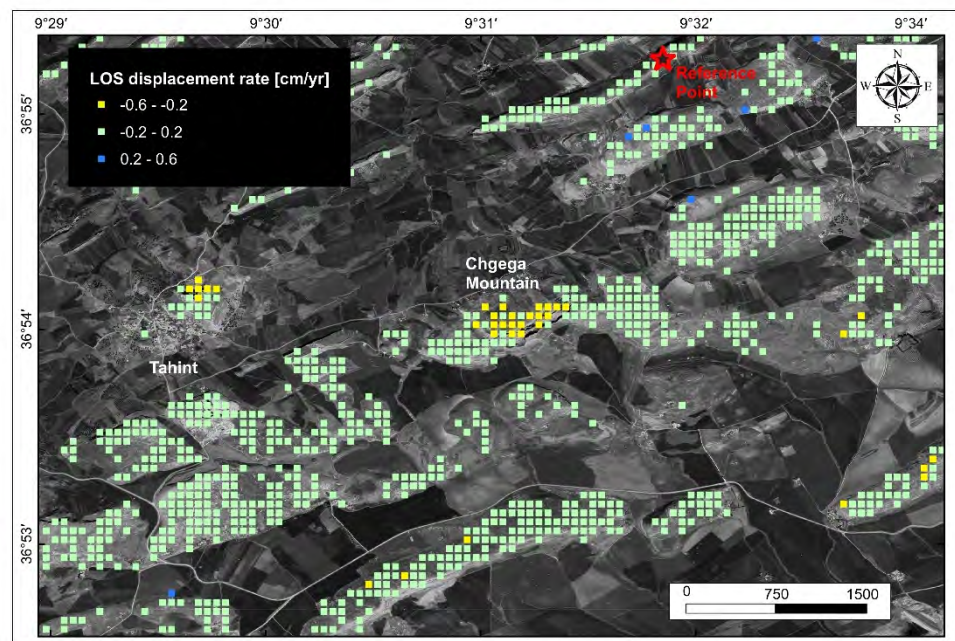 9°29′ 9°30′ 9°31′ 9°32′ 9°34′
LOS displacement rate [cm/yr]
-0.6 - -0.2
-0.2 - 0.2
0.2 - 0.6
Reference
Point
N
W E
S
36°55′
Chgega
Mountain
36°54′
Tahint
36°53′
0 750 1500